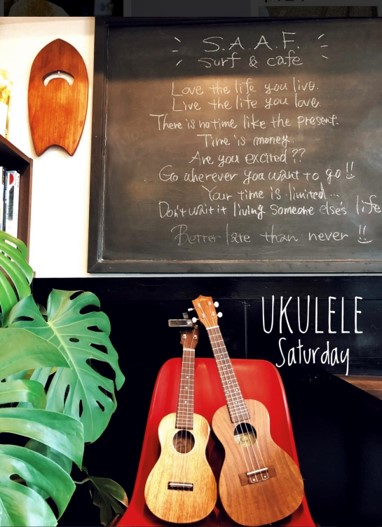 S.A.A.F.
surf & cafe
Love the life you live.
Live the life you love
There is no time like the present.
Time is money.
Are you excited ??
Go wherever you want to go !!
Your time is limited...
Don't wait it living someone else's life
Better late than never !!
UKULELE
Saturday